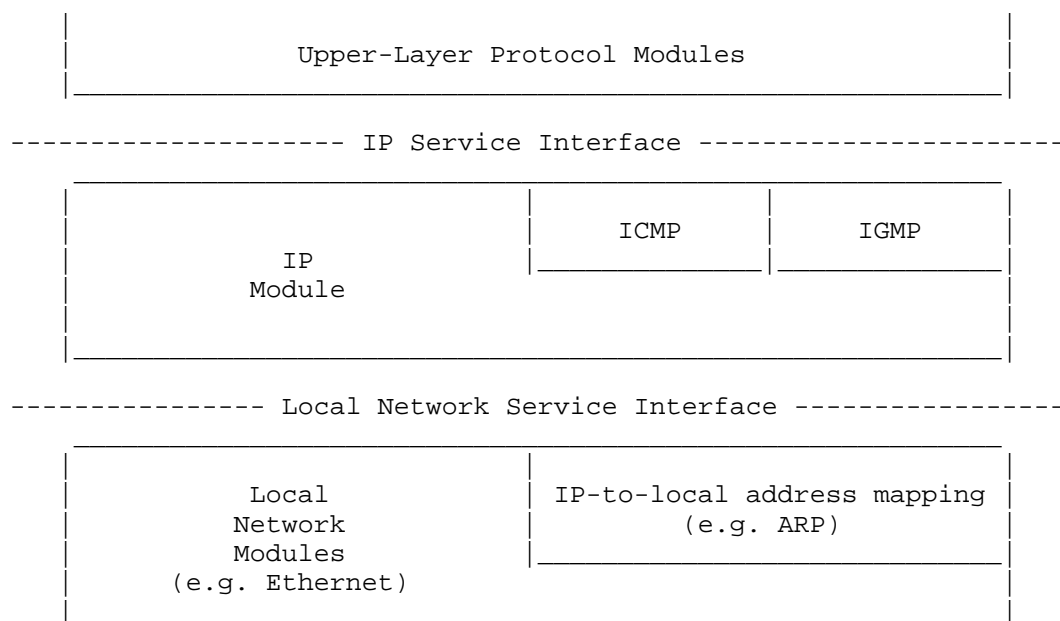 Upper-Layer Protocol Modules
IP Service Interface
ICMP IGMP
IP
Module
Local Network Service Interface
Local IP-to-local address mapping
Network (e.g. ARP)
Modules
(e.g. Ethernet)